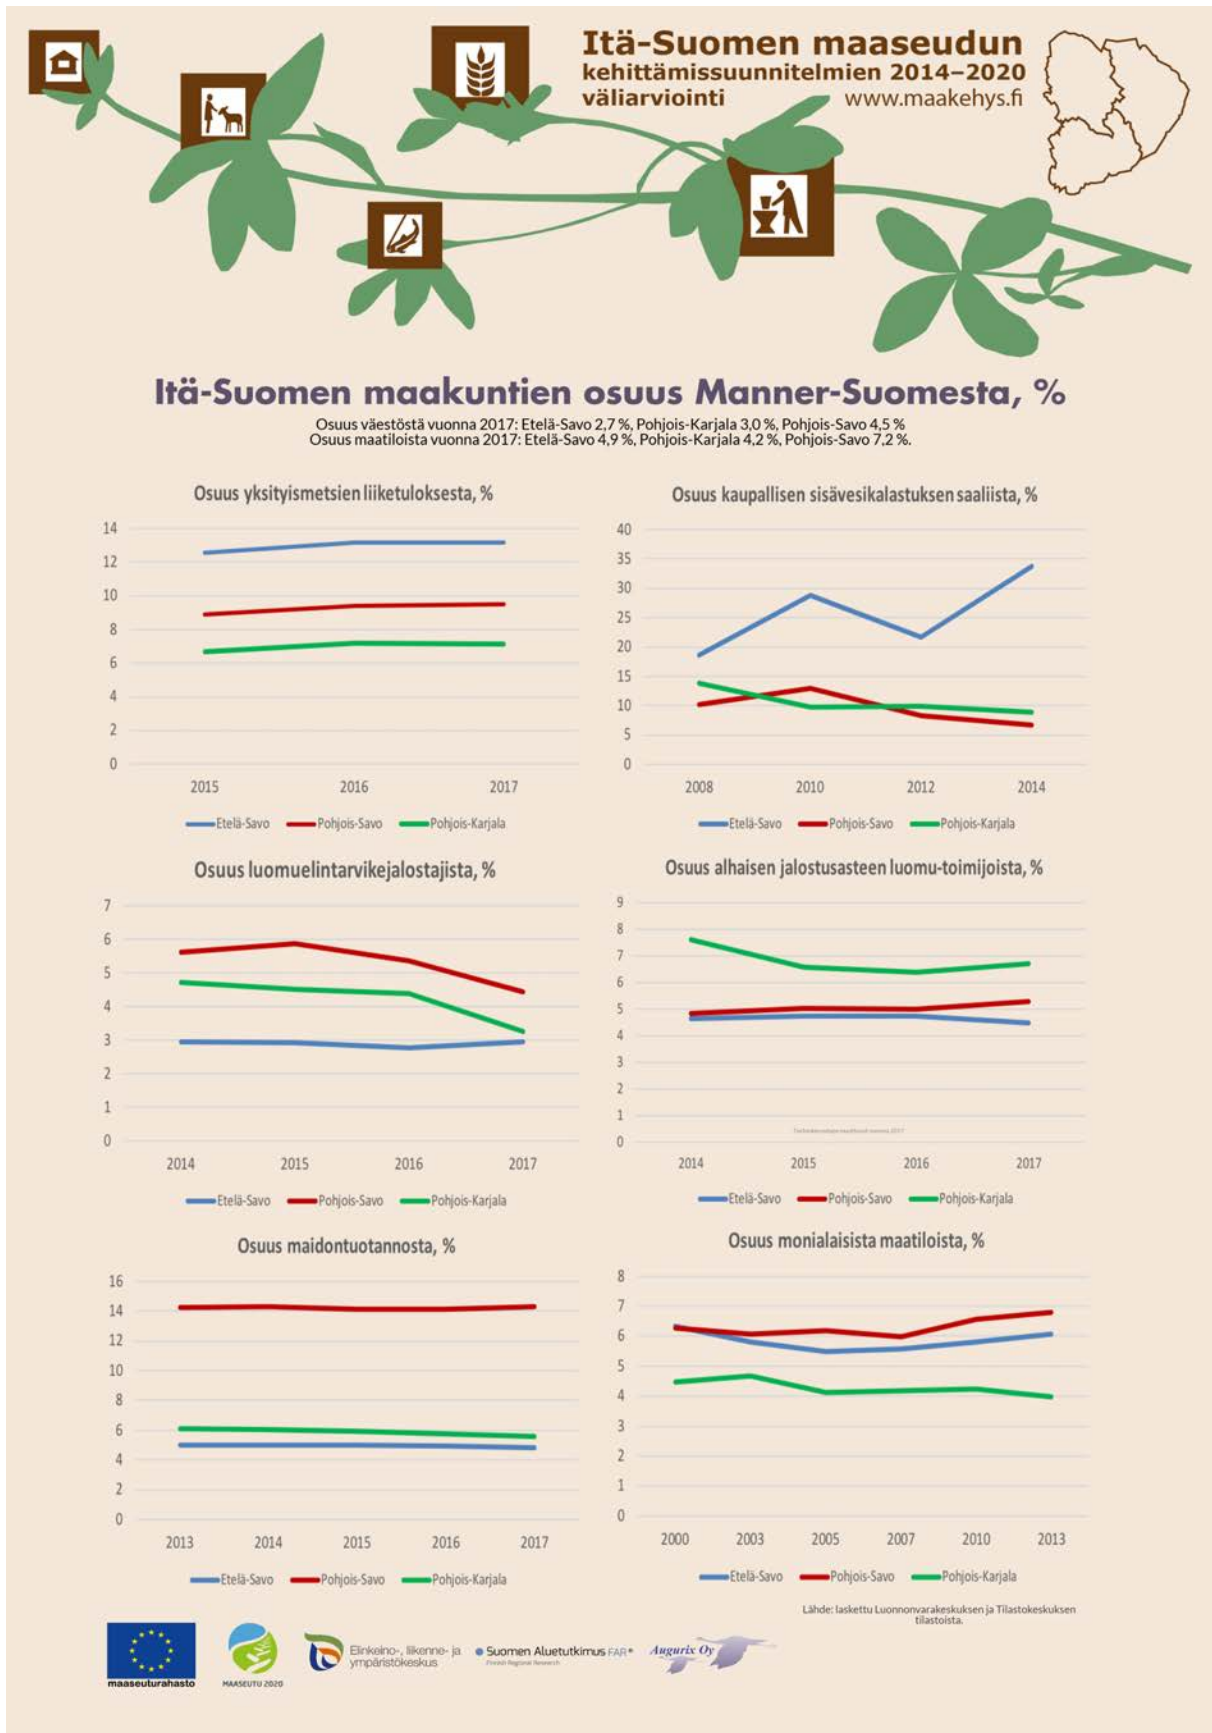 Itä-Suomen maaseudun
kehittämissuunnitelmien 2014–2020
väliarviointi
www.maakehys.fi
Itä-Suomen maakuntien osuus Manner-Suomesta, %
Osuus väestöstä vuonna 2017: Etelä-Savo 2,7 %, Pohjois-Karjala 3,0 %, Pohjois-Savo 4,5 %
Osuus maatiloista vuonna 2017: Etelä-Savo 4,9 %, Pohjois-Karjala 4,2 %, Pohjois-Savo 7,2 %.
Osuus yksityismetsien liiketuloksesta, %
14
12
10
8
6
4
2
0
2015 2016 2017
Etelä-Savo Pohjois-Savo Pohjois-Karjala
Osuus kaupallisen sisävesikalastuksen saaliista, %
40
35
30
25
20
15
10
5
0
2008 2010 2012 2014
Etelä-Savo Pohjois-Savo Pohjois-Karjala
Osuus luomuelintarvikejalostajista, %
7
6
5
4
3
2
1
0
2014 2015 2016 2017
Etelä-Savo Pohjois-Savo Pohjois-Karjala
Osuus alhaisen jalostusasteen luomu-toimijoista, %
9
8
7
6
5
4
3
2
1
0
2014 2015 2016 2017
Etelä-Savo Pohjois-Savo Pohjois-Karjala
Osuus maidontuotannosta, %
16
14
12
10
8
6
4
2
0
2013 2014 2015 2016 2017
Etelä-Savo Pohjois-Savo Pohjois-Karjala
Osuus monialaisista maatiloista, %
8
7
6
5
4
3
2
1
0
2000 2003 2005 2007 2010 2013
Etelä-Savo Pohjois-Savo Pohjois-Karjala
Lähde: laskettu Luonnonvarakeskuksen ja Tilastokeskuksen
tilastoista.
maaseuturahasto
MAASEUTU 2020
Elinkeino-, liikenne- ja
ympäristökeskus
Suomen Aluetutkimus FAR
Finnish Regional Research
Augurix Oy